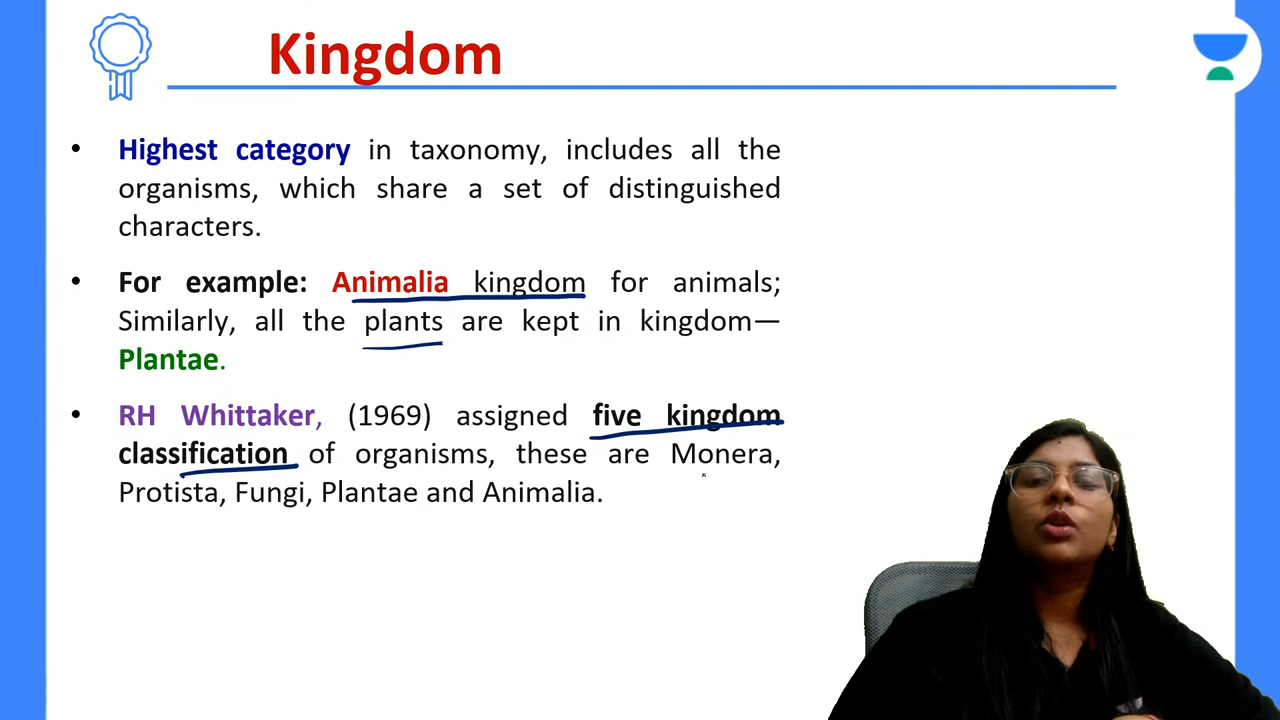 Kingdom
• Highest category in taxonomy, includes all the
organisms, which share a set of distinguished
characters.
• For example: Animalia kingdom for animals;
Similarly, all the plants are kept in kingdom—
Plantae.
• RH Whittaker, (1969) assigned five kingdom
classification of organisms, these are Monera,
Protista, Fungi, Plantae and Animalia.